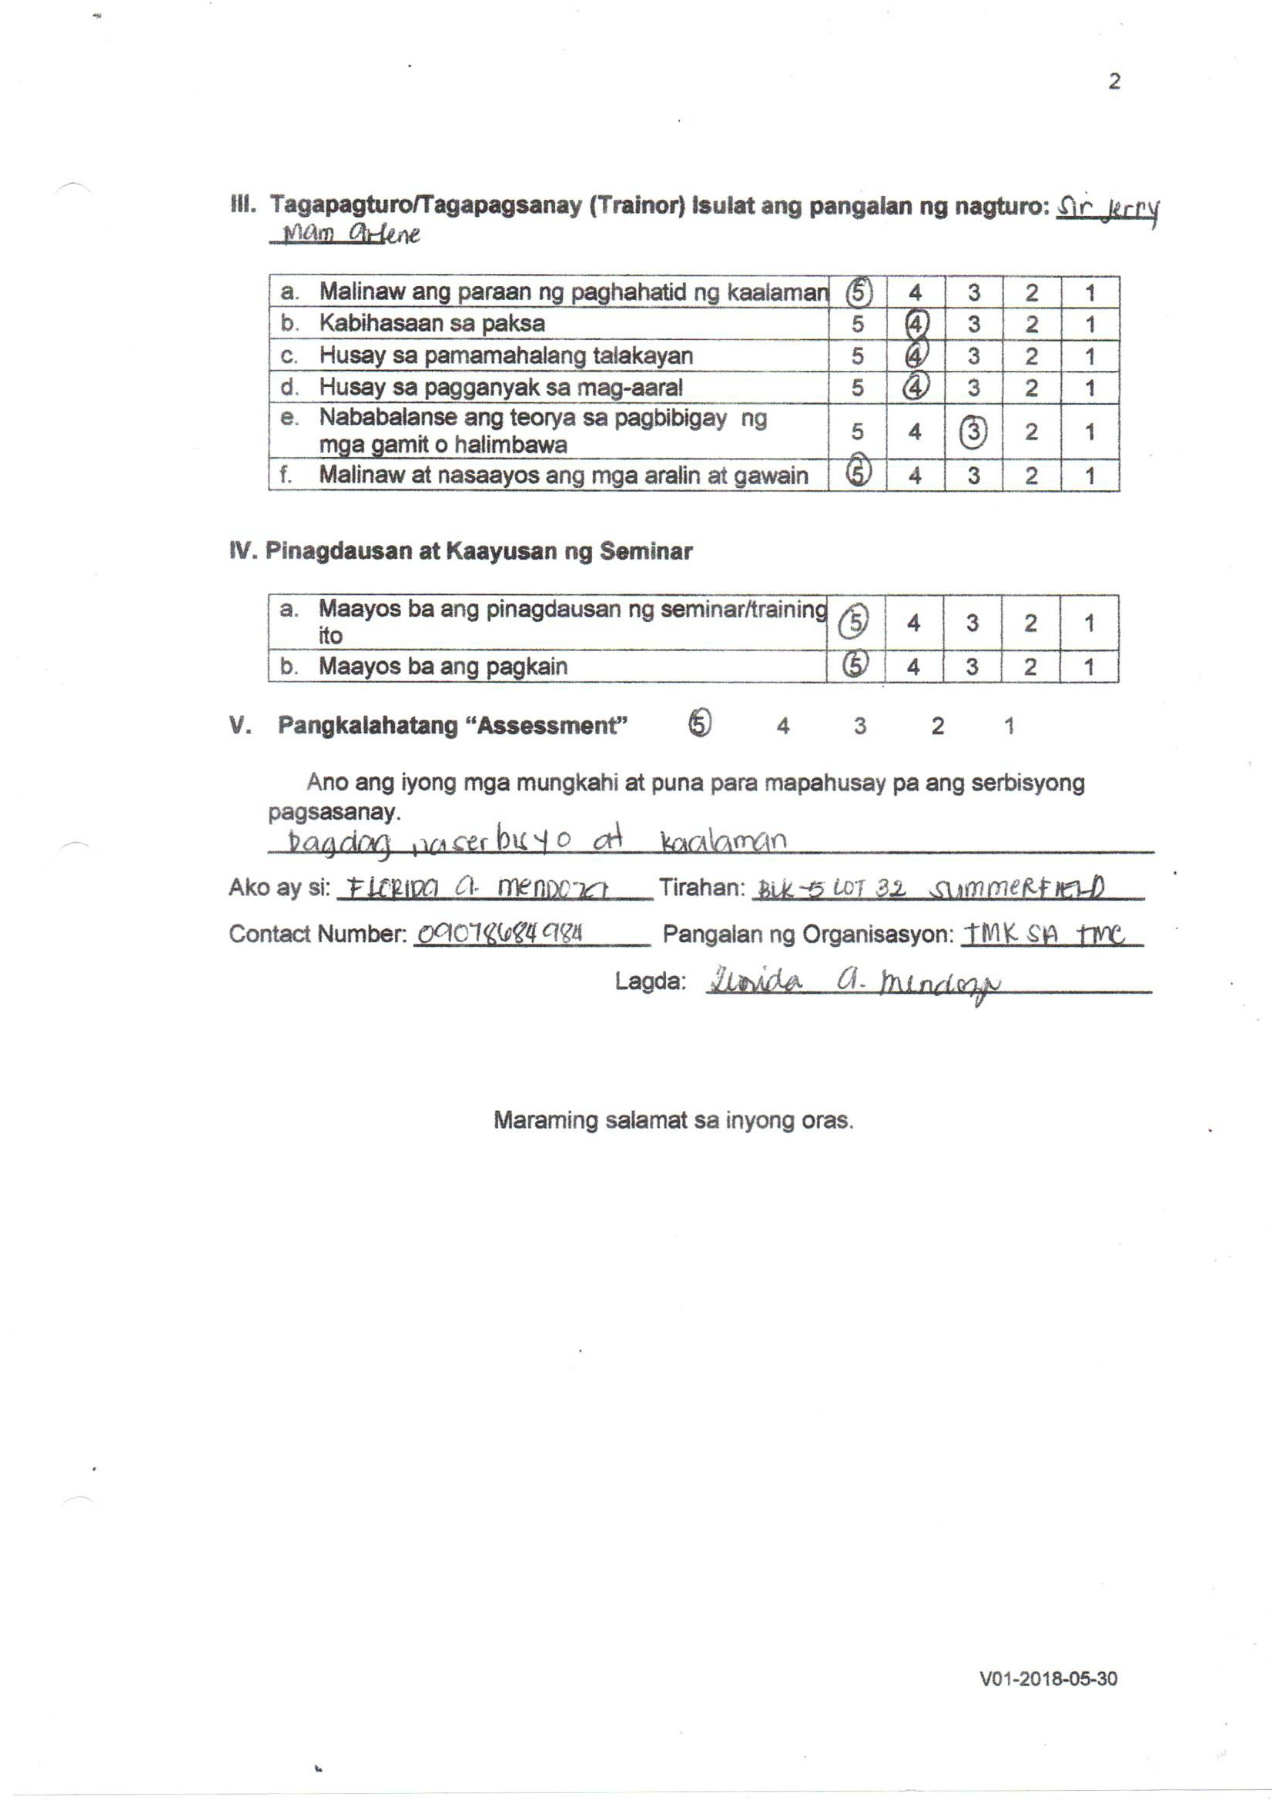 2
III. Tagapagturo/Tagapagsanay (Trainor) Isulat ang pangalan ng nagturo: Sir Jerry
Mam Arlene
a. Malinaw ang paraan ng paghahatid ng kaalaman 5 4 3 2 1
b. Kabihasaan sa paksa 5 4 3 2 1
c. Husay sa pamamahalang talakayan 5 4 3 2 1
d. Husay sa pagganyak sa mag-aaral 5 4 3 2 1
e. Nababalanse ang teorya sa pagbibigay ng
mga gamit o halimbawa 5 4 3 2 1
f. Malinaw at nasaayos ang mga aralin at gawain 5 4 3 2 1
IV. Pinagdausan at Kaayusan ng Seminar
a. Maayos ba ang pinagdausan ng seminar/training
ito 5 4 3 2 1
b. Maayos ba ang pagkain 5 4 3 2 1
V. Pangkalahatang “Assessment” 5 4 3 2 1
Ano ang iyong mga mungkahi at puna para mapahusay pa ang serbisyong
pagsasanay.
Dagdag na serbisyo at kaalaman
Ako ay si: FLORIDA A. MENDOZA Tirahan: BLK-5 LOT 32 SUMMERFIELD
Contact Number: 09078684984 Pangalan ng Organisasyon: TMK SA TMC
Lagda: Florida A. Mendoza
Maraming salamat sa inyong oras.
V01-2018-05-30